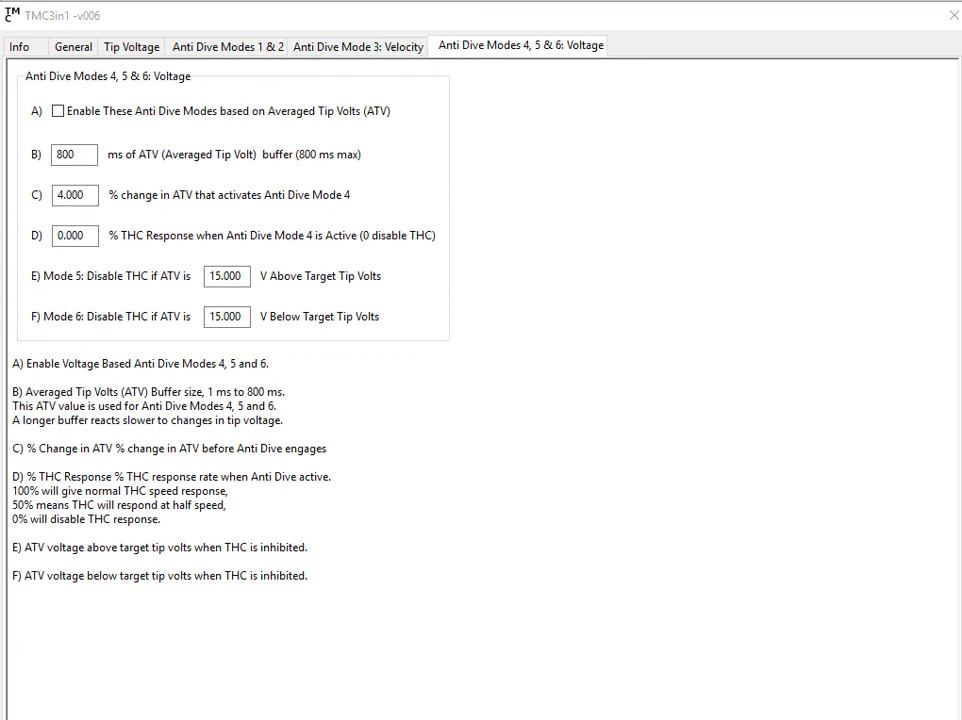 TMC TMC3in1 -v006
Info General Tip Voltage Anti Dive Modes 1 & 2 Anti Dive Mode 3: Velocity Anti Dive Modes 4, 5 & 6: Voltage
Anti Dive Modes 4, 5 & 6: Voltage
A) Enable These Anti Dive Modes based on Averaged Tip Volts (ATV)
B) 800 ms of ATV (Averaged Tip Volt) buffer (800 ms max)
C) 4.000 % change in ATV that activates Anti Dive Mode 4
D) 0.000 % THC Response when Anti Dive Mode 4 is Active (0 disable THC)
E) Mode 5: Disable THC if ATV is 15.000 V Above Target Tip Volts
F) Mode 6: Disable THC if ATV is 15.000 V Below Target Tip Volts
A) Enable Voltage Based Anti Dive Modes 4, 5 and 6.
B) Averaged Tip Volts (ATV) Buffer size, 1 ms to 800 ms.
This ATV value is used for Anti Dive Modes 4, 5 and 6.
A longer buffer reacts slower to changes in tip voltage.
C) % Change in ATV % change in ATV before Anti Dive engages
D) % THC Response % THC response rate when Anti Dive active.
100% will give normal THC speed response,
50% means THC will respond at half speed,
0% will disable THC response.
E) ATV voltage above target tip volts when THC is inhibited.
F) ATV voltage below target tip volts when THC is inhibited.